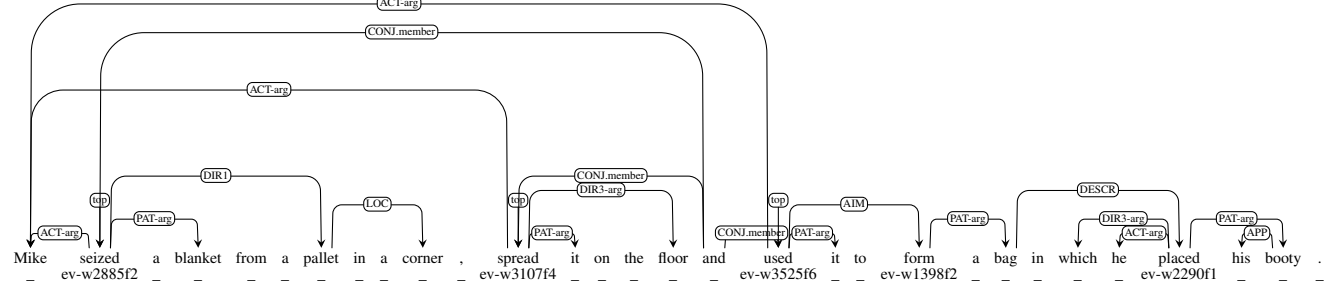 ACT-arg
CONJ.member
ACT-arg
DIR1 CONJ.member
top top DIR3-arg DESCR
LOC top AIM
PAT-arg PAT-arg DIR3-arg PAT-arg
ACT-arg PAT-arg CONJ.member PAT-arg ACT-arg APP
Mike seized a blanket from a pallet in a corner , spread it on the floor and used it to form a bag in which he placed his booty .
_ ev-w2885f2 _ _ _ _ _ _ _ _ _ ev-w3107f4 _ _ _ _ _ ev-w3525f6 _ _ ev-w1398f2 _ _ _ _ _ ev-w2290f1 _ _ _